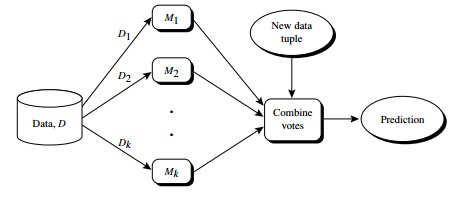 D1
M1
New data
tuple
D2
M2
Data, D
Combine
votes
Prediction
.
.
Dk
Mk